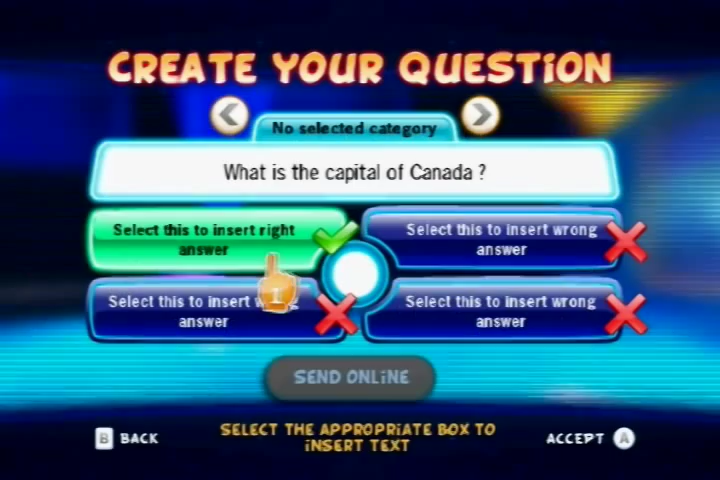 CREATE YOUR QUESTION
No selected category
What is the capital of Canada ?
Select this to insert right
answer
Select this to insert wrong
answer
Select this to insert
answer
Select this to insert wrong
answer
SEND ONLINE
B BACK
SELECT THE APPROPRIATE BOX TO
INSERT TEXT
ACCEPT A
1